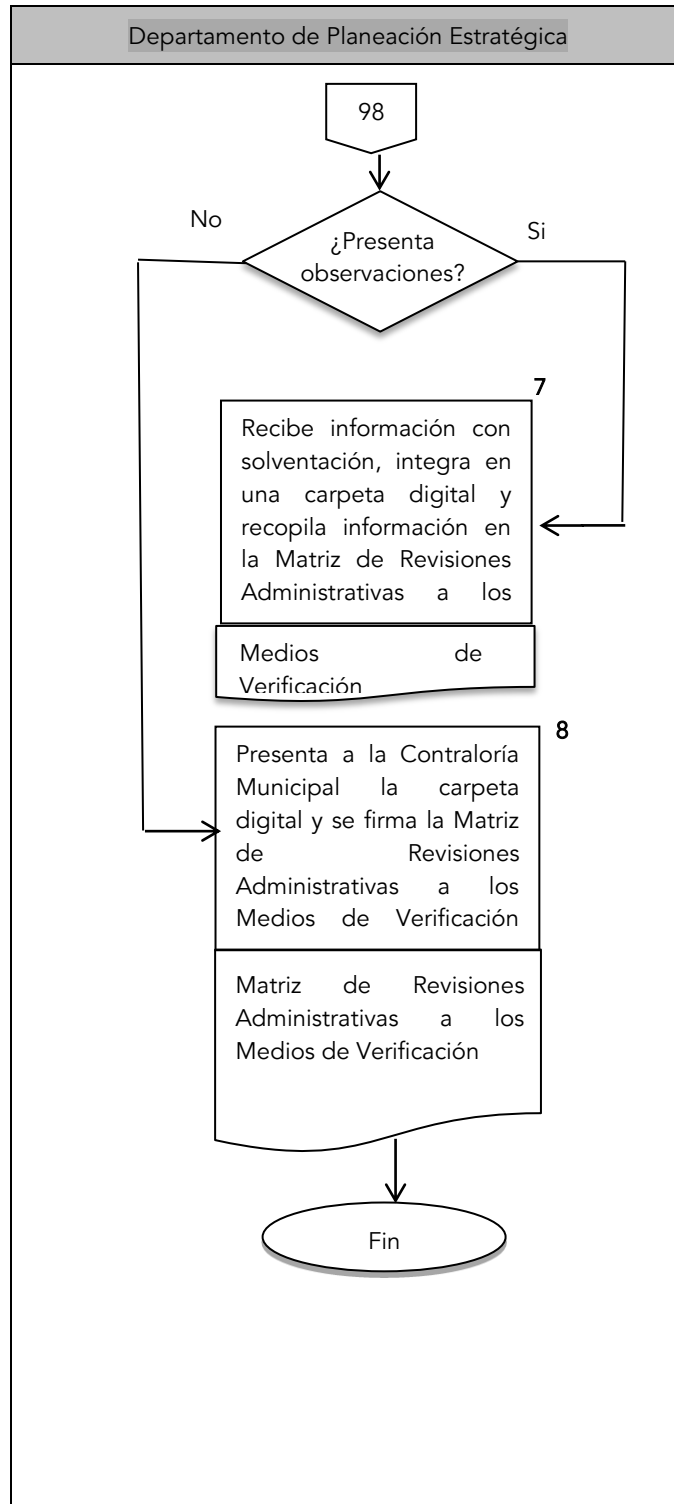 Departamento de Planeación Estratégica
98
No
Si
¿Presenta
observaciones?
7
Recibe información con
solventación, integra en
una carpeta digital y
recopila información en
la Matriz de Revisiones
Administrativas a los
Medios de
Verificación
8
Presenta a la Contraloría
Municipal la carpeta
digital y se firma la Matriz
de Revisiones
Administrativas a los
Medios de Verificación
Matriz de Revisiones
Administrativas a los
Medios de Verificación
Fin